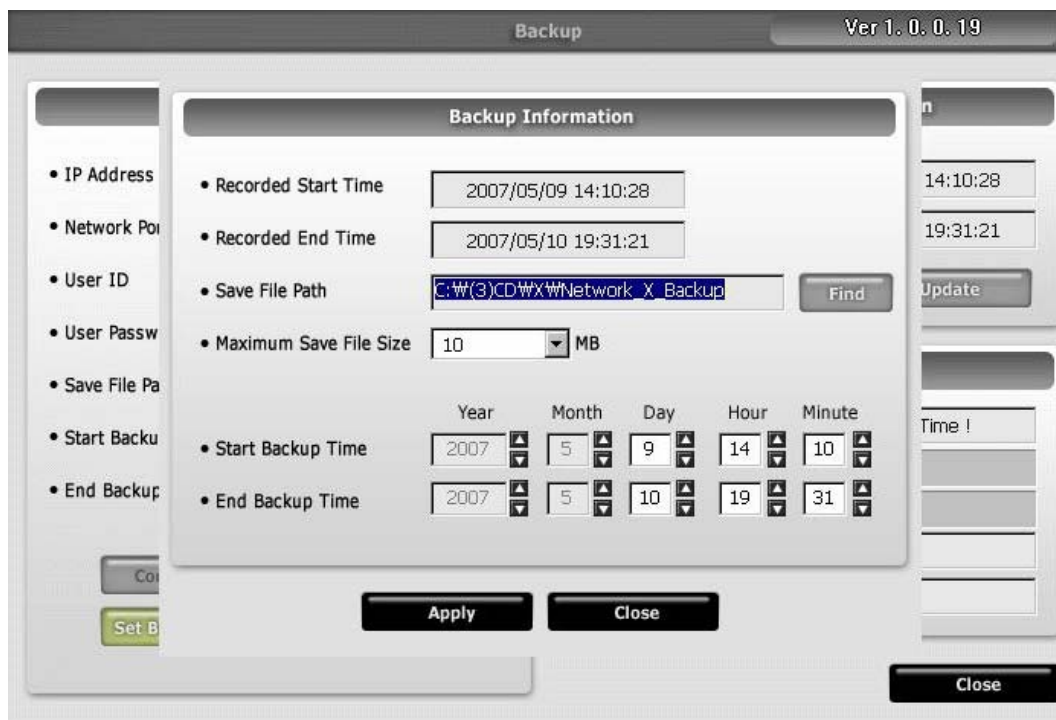 Backup
Ver 1. 0. 0. 19
Backup Information
n
• IP Address
• Network Po
• User ID
• User Passw
• Save File Pa
• Start Backu
• End Backup
Co
Set B
• Recorded Start Time
2007/05/09 14:10:28
• Recorded End Time
2007/05/10 19:31:21
• Save File Path
C:₩(3)CD₩X₩Network_X_Backup
Find
• Maximum Save File Size
10
MB
Year Month Day Hour Minute
• Start Backup Time
2007 5 9 14 10
• End Backup Time
2007 5 10 19 31
Apply
Close
14:10:28
19:31:21
Update
Time !
Close